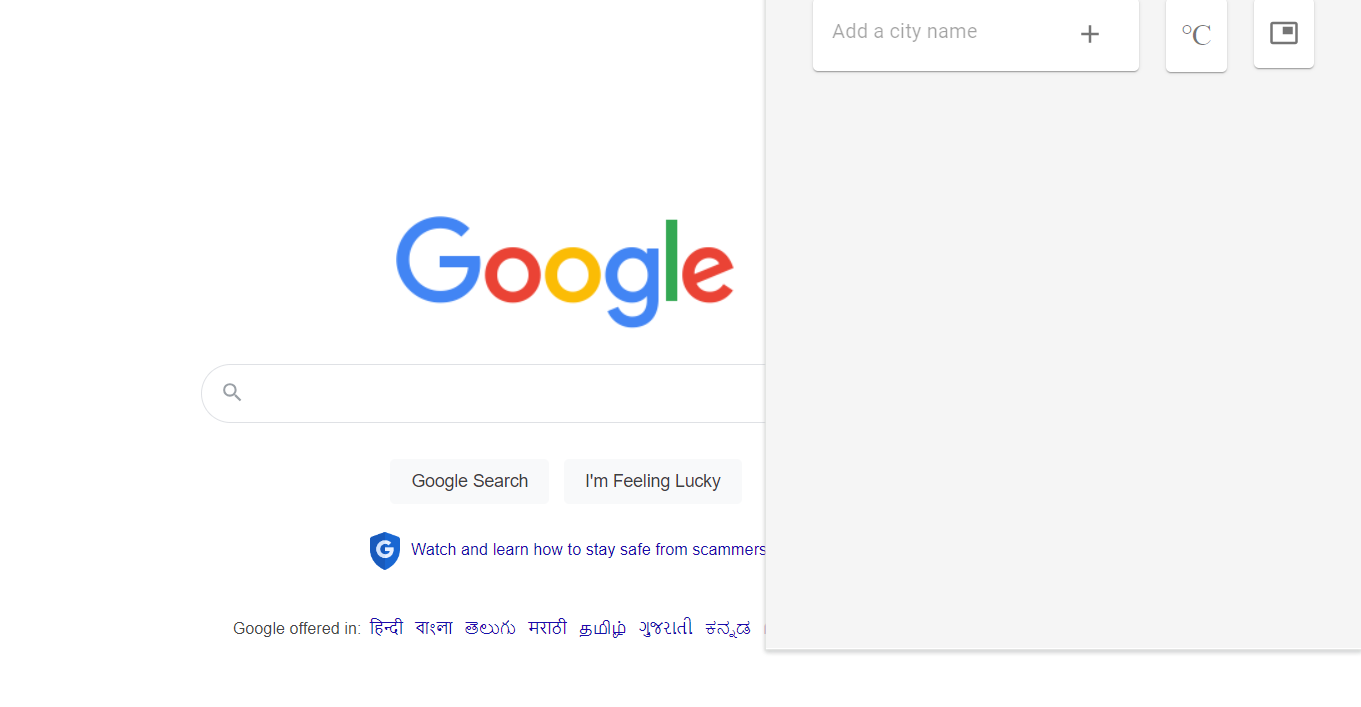 Add a city name
°C
Google
Google Search
I'm Feeling Lucky
Watch and learn how to stay safe from scammers
Google offered in: हिन्दी বাংলা తెలుగు मराठी தமிழ் ગુજરાતી ಕನ್ನಡ